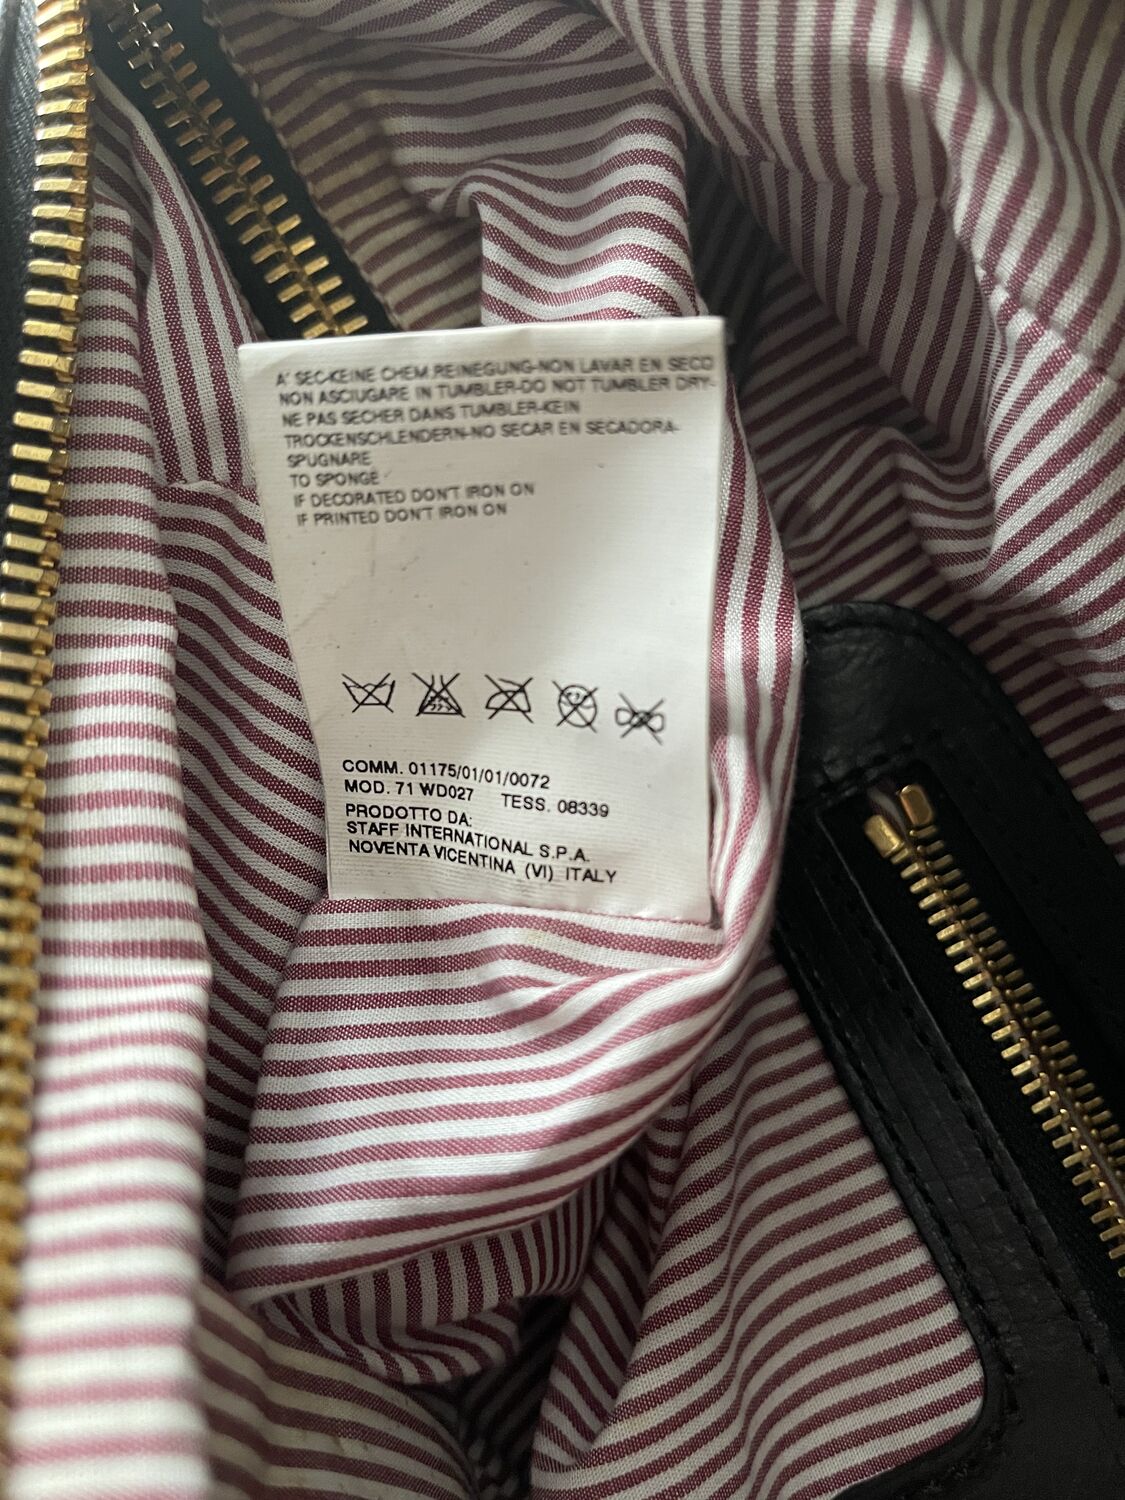 A' SEC-KEINE CHEM.REINEGUNG-NON LAVAR EN SECO
NON ASCIUGARE IN TUMBLER-DO NOT TUMBLER DRY-
NE PAS SECHER DANS TUMBLER-KEIN
TROCKENSCHLENDERN-NO SECAR EN SECADORA-
SPUGNARE
TO SPONGE
IF DECORATED DON'T IRON ON
IF PRINTED DON'T IRON ON
COMM. 01175/01/01/0072
MOD. 71 WD027 TESS. 08339
PRODOTTO DA:
STAFF INTERNATIONAL S.P.A.
NOVENTA VICENTINA (VI) ITALY